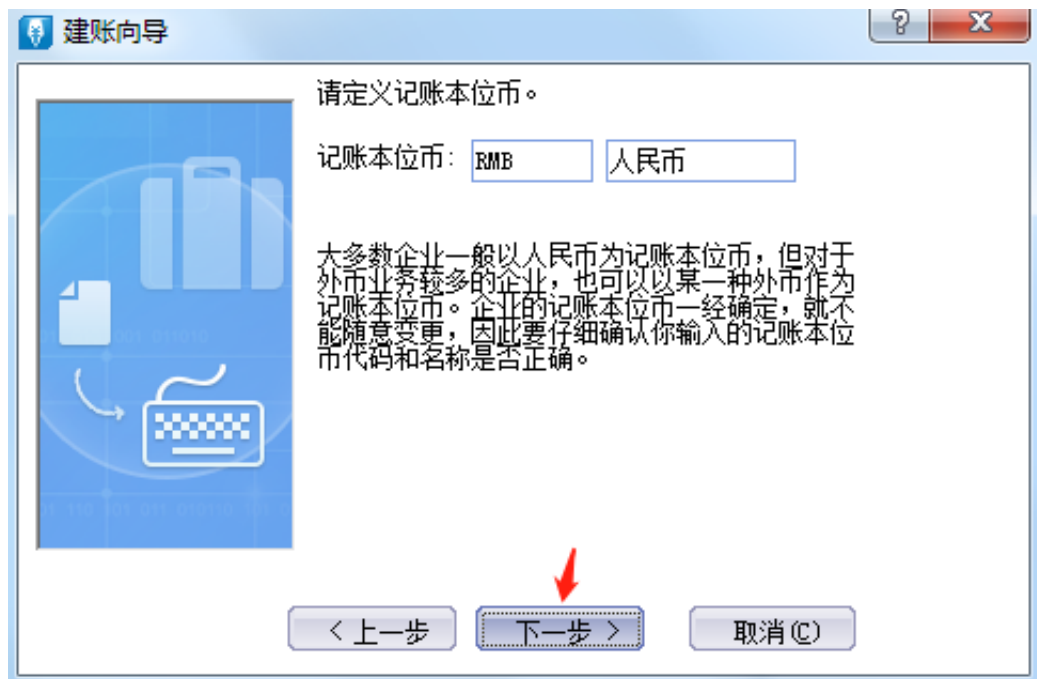 建账向导
请定义记账本位币。
记账本位币: RMB 人民币
大多数企业一般以人民币为记账本位币，但对于
外币业务较多的企业，也可以以某一种外币作为
记账本位币。企业的记账本位币一经确定，就不
能随意变更，因此要仔细确认你输入的记账本位
币代码和名称是否正确。
<上一步 下一步> 取消(C)